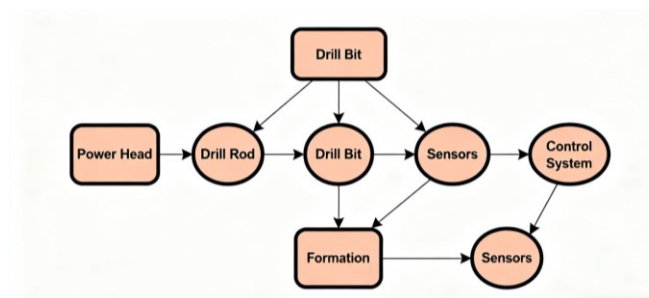 Drill Bit
Power Head
Drill Rod
Drill Bit
Sensors
Control
System
Formation
Sensors